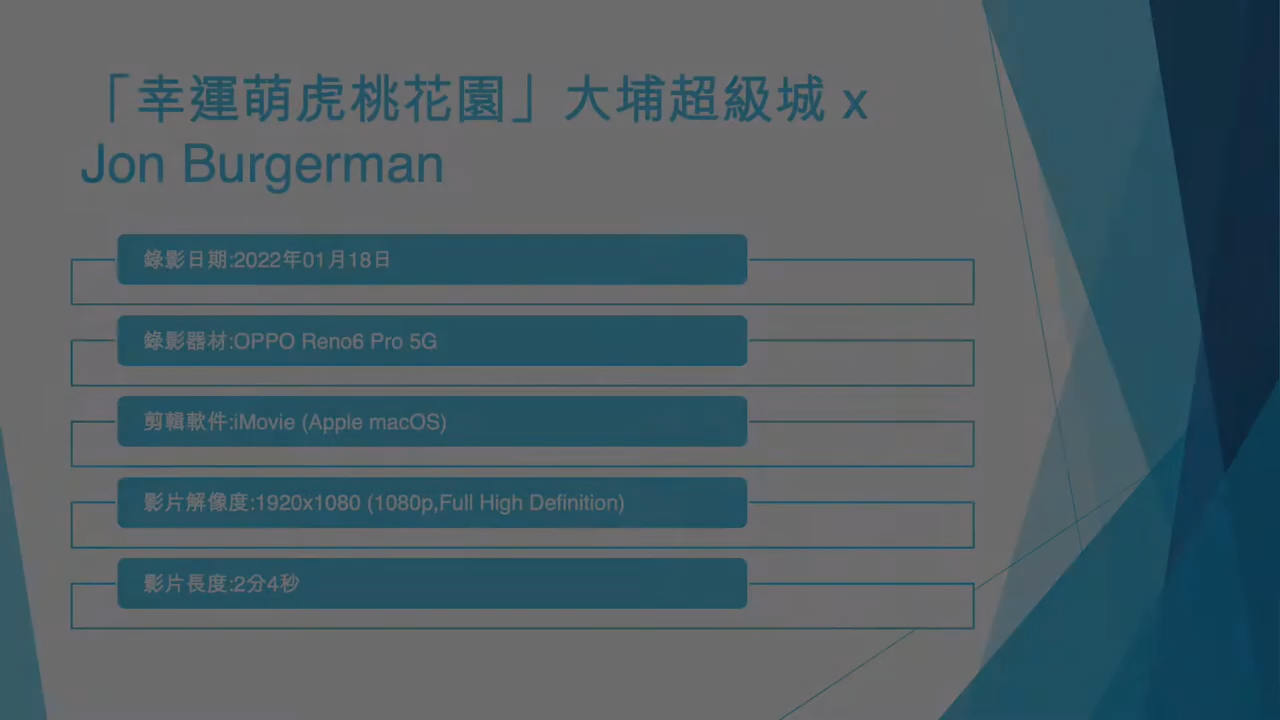 「幸運萌虎桃花園」大埔超級城 x
Jon Burgerman
錄影日期:2022年01月18日
錄影器材:OPPO Reno6 Pro 5G
剪輯軟件:iMovie (Apple macOS)
影片解像度:1920x1080 (1080p,Full High Definition)
影片長度:2分4秒